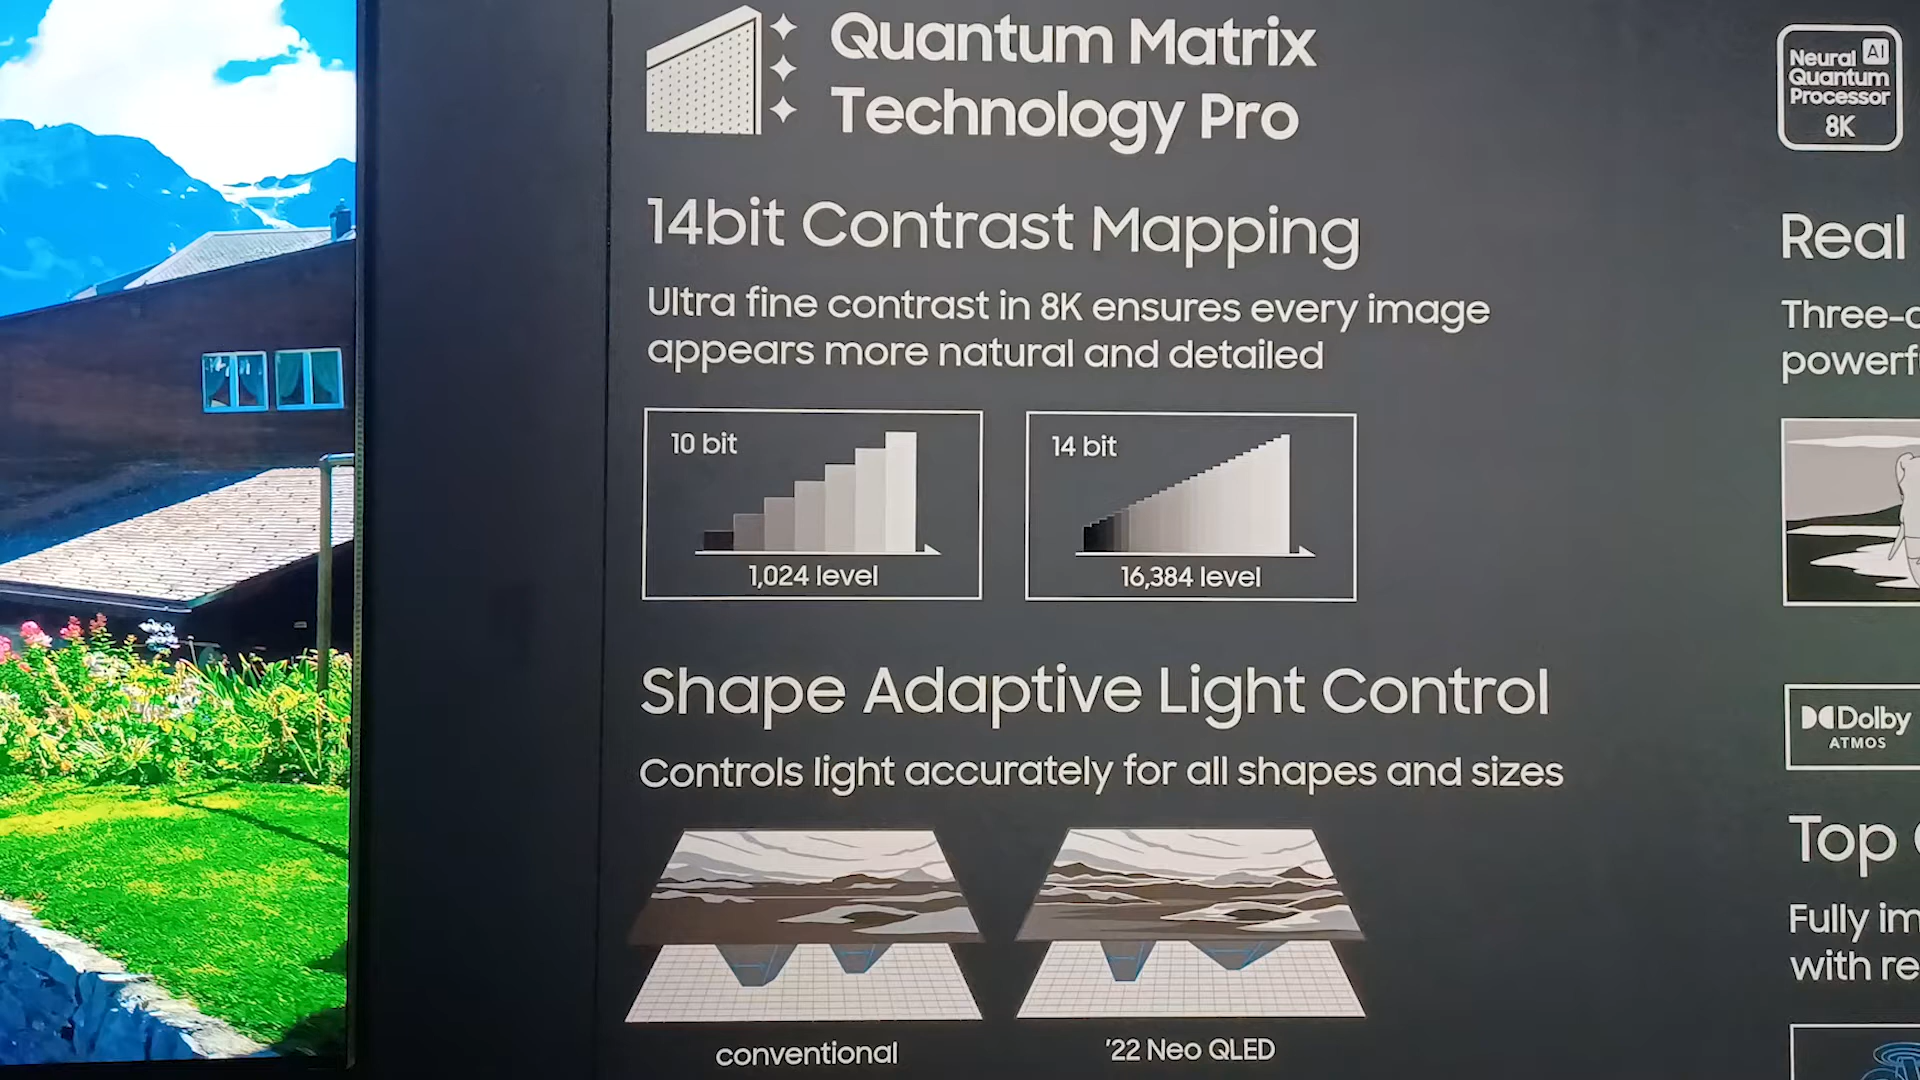 Quantum Matrix
Technology Pro
14bit Contrast Mapping
Ultra fine contrast in 8K ensures every image
appears more natural and detailed
10 bit
1,024 level
14 bit
16,384 level
Shape Adaptive Light Control
Controls light accurately for all shapes and sizes
conventional
'22 Neo QLED
Neural AI
Quantum
Processor
8K
Real
Dolby
ATMOS
Top
Fully
with